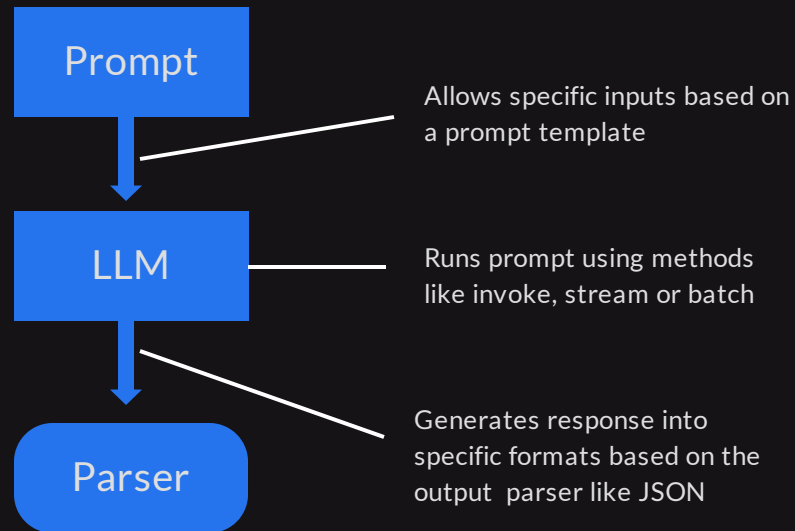 Prompt
Allows specific inputs based on
a prompt template
LLM
Runs prompt using methods
like invoke, stream or batch
Generates response into
specific formats based on the
output  parser like JSON
Parser